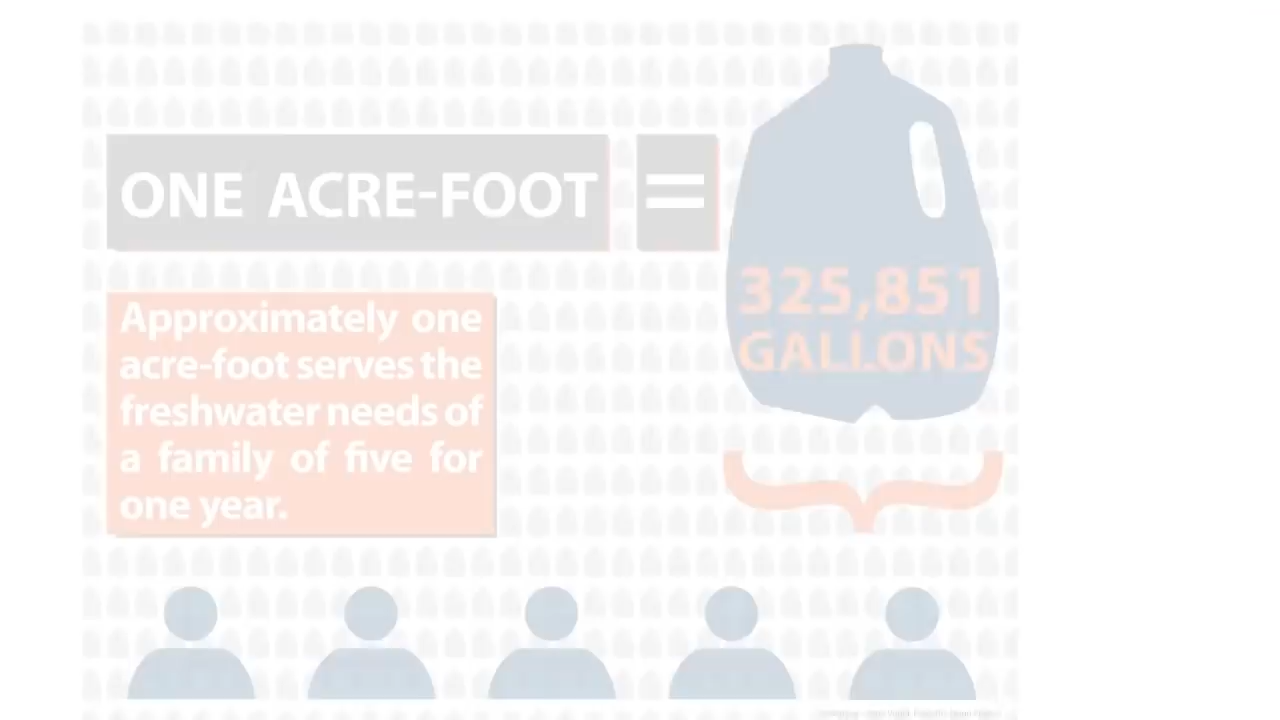 ONE ACRE-FOOT =
325,851
GALLONS
Approximately one
acre-foot serves the
freshwater needs of
a family of five for
one year.